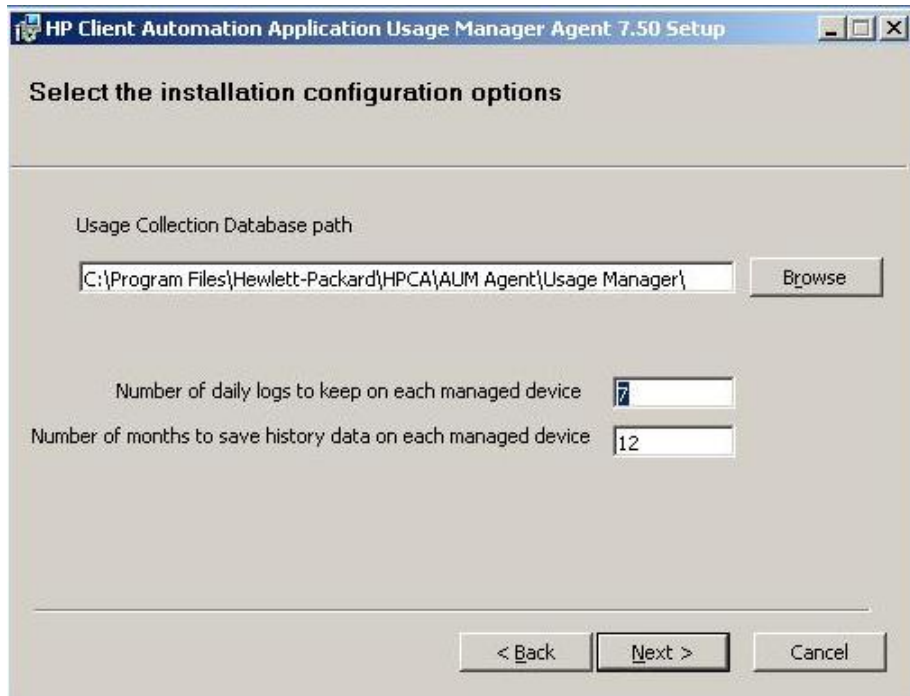 HP Client Automation Application Usage Manager Agent 7.50 Setup
Select the installation configuration options
Usage Collection Database path
C:\Program Files\Hewlett-Packard\HPCA\AUM Agent\Usage Manager\ Browse
Number of daily logs to keep on each managed device 7
Number of months to save history data on each managed device 12
< Back Next > Cancel